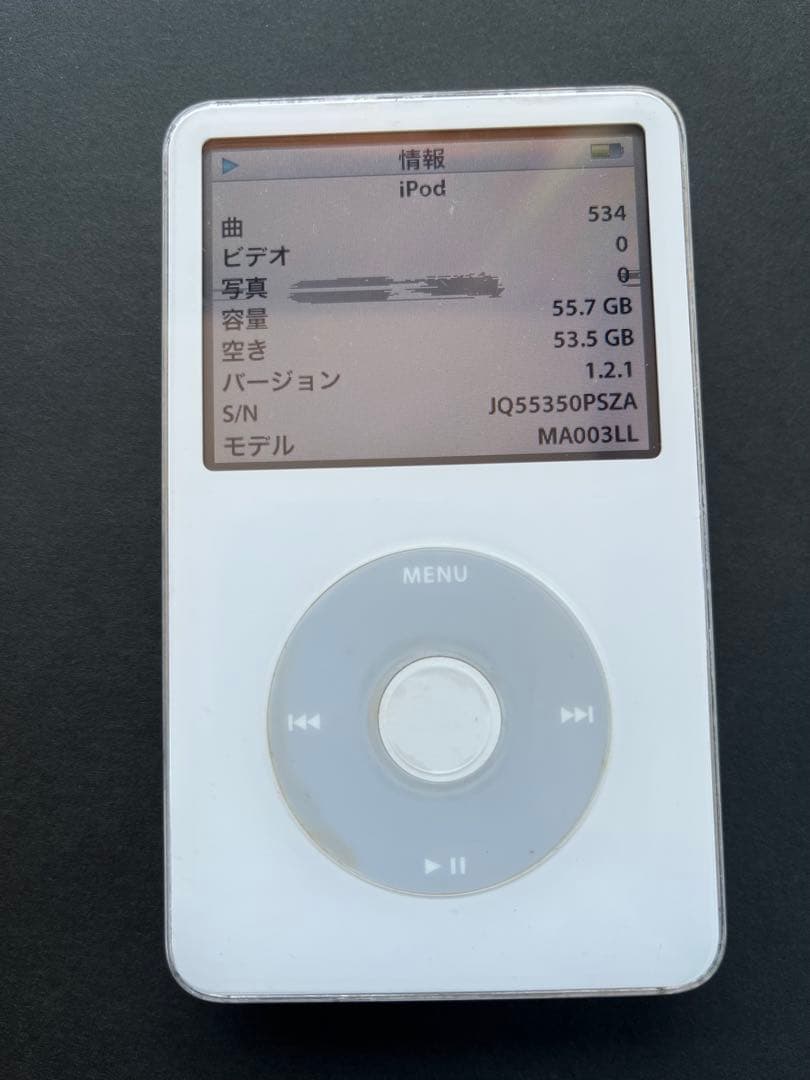 情報
iPod
曲 534
ビデオ 0
写真 0
容量 55.7 GB
空き 53.5 GB
バージョン 1.2.1
S/N JQ55350PSZA
モデル MA003LL
MENU